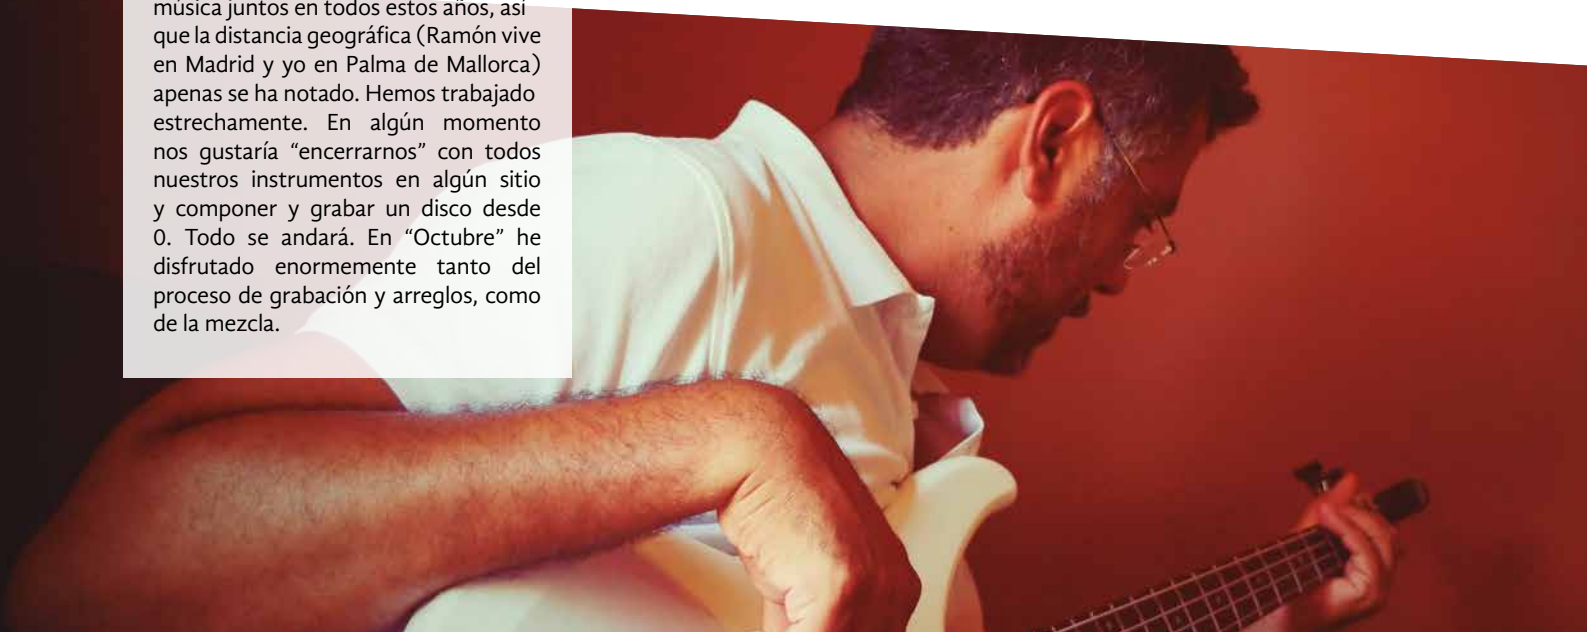 música juntos en todos estos años, así
que la distancia geográfica (Ramón vive
en Madrid y yo en Palma de Mallorca)
apenas se ha notado. Hemos trabajado
estrechamente. En algún momento
nos gustaría “encerrarnos” con todos
nuestros instrumentos en algún sitio
y componer y grabar un disco desde
0. Todo se andará. En “Octubre” he
disfrutado enormemente tanto del
proceso de grabación y arreglos, como
de la mezcla.